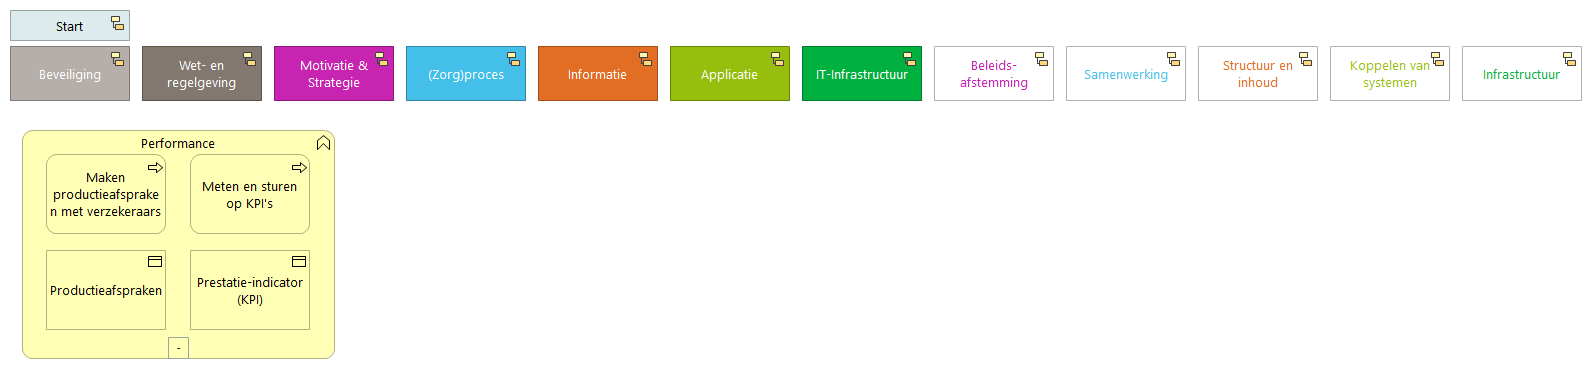 Start
Beveiliging
Wet- en
regelgeving
Motivatie &
Strategie
(Zorg)proces
Informatie
Applicatie
IT-Infrastructuur
Beleids-
afstemming
Samenwerking
Structuur en
inhoud
Koppelen van
systemen
Infrastructuur
Performance
Maken
productieafsprake
n met verzekeraars
Meten en sturen
op KPI's
Productieafspraken
Prestatie-indicator
(KPI)
-